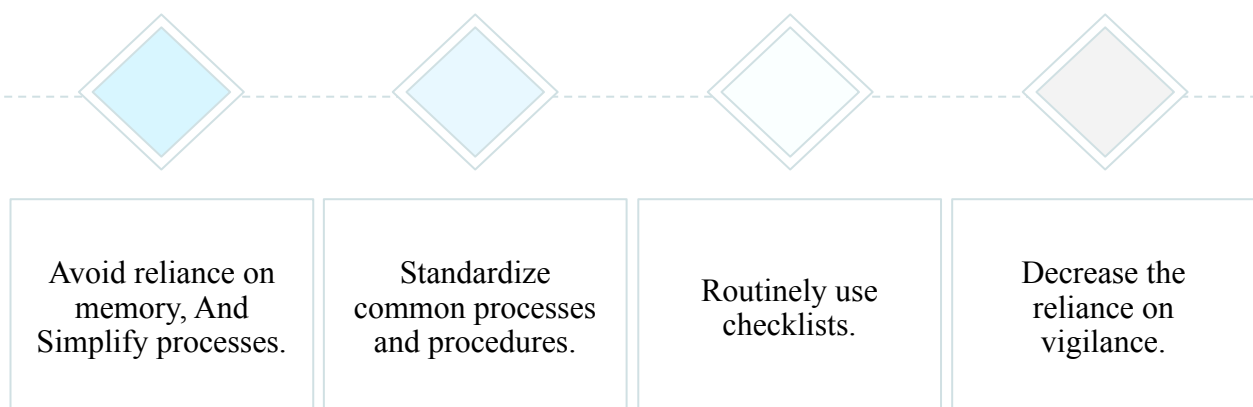 Avoid reliance on
memory, And
Simplify processes.
Standardize
common processes
and procedures.
Routinely use
checklists.
Decrease the
reliance on
vigilance.